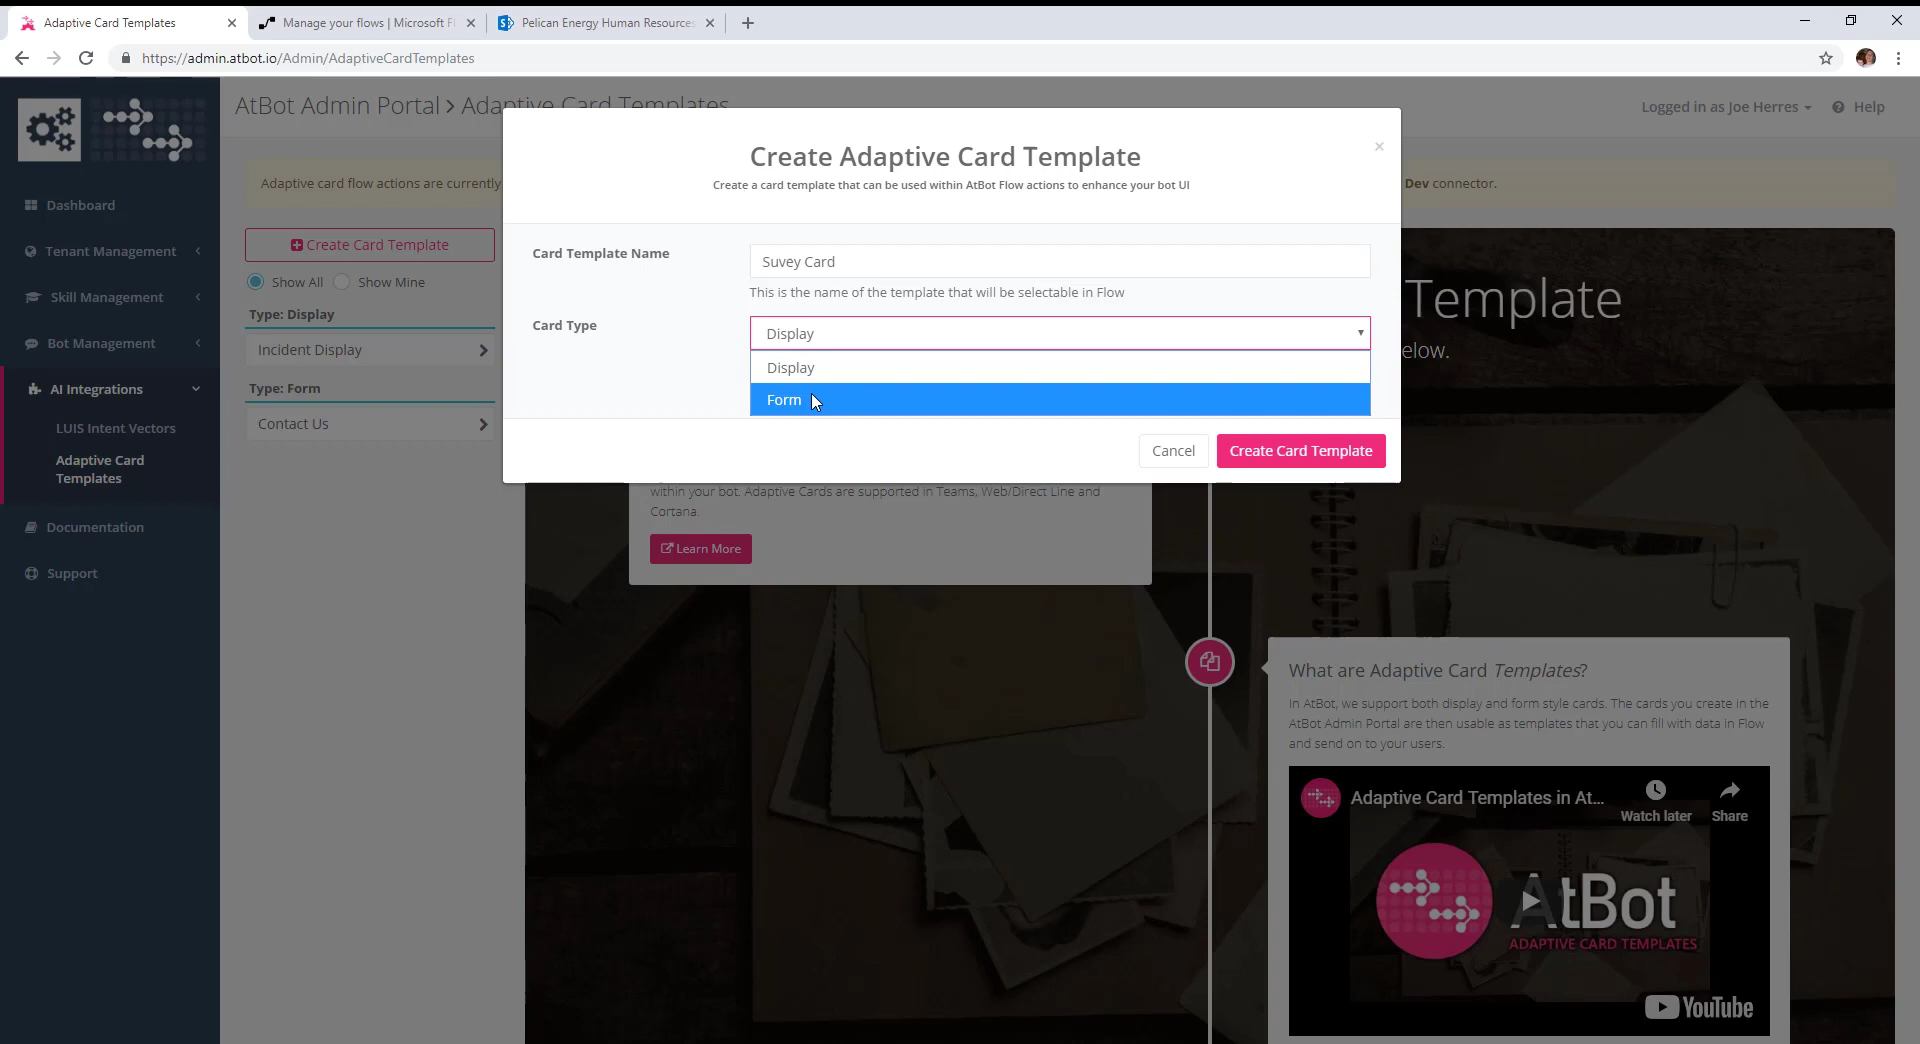 Adaptive Card Templates
Manage your flows | Microsoft Fl
Pelican Energy Human Resources
https://admin.atbot.io/Admin/AdaptiveCardTemplates
AtBot Admin Portal > Adaptive Card Templates
Logged in as Joe Herres
Help
Dashboard
Tenant Management
Skill Management
Bot Management
AI Integrations
LUIS Intent Vectors
Adaptive Card
Templates
Documentation
Support
Adaptive card flow actions are currently
Dev connector.
Create Card Template
Show All
Show Mine
Type: Display
Incident Display
Type: Form
Contact Us
Create Adaptive Card Template
Create a card template that can be used within AtBot Flow actions to enhance your bot UI
Card Template Name
Suvey Card
This is the name of the template that will be selectable in Flow
Card Type
Display
Display
Form
Cancel
Create Card Template
Template
elow.
within your bot. Adaptive Cards are supported in Teams, Web/Direct Line and
Cortana.
Learn More
What are Adaptive Card Templates?
In AtBot, we support both display and form style cards. The cards you create in the
AtBot Admin Portal are then usable as templates that you can fill with data in Flow
and send on to your users.
Adaptive Card Templates in At...
Watch later
Share
AtBot
ADAPTIVE CARD TEMPLATES
YouTube